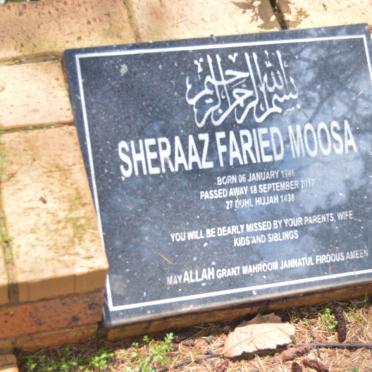 بسم الله الرحمن الرحيم
SHERAAZ FARIED MOOSA
BORN 06 JANUARY
PASSED AWAY 18 SEPTEMBER 2017
27 DUHL HIJJAH 1438
YOU WILL BE DEARLY MISSED BY YOUR PARENTS, WIFE
KIDS AND SIBLINGS
MAY ALLAH GRANT MAHROOM JANNATUL FIRDOUS AMEEN